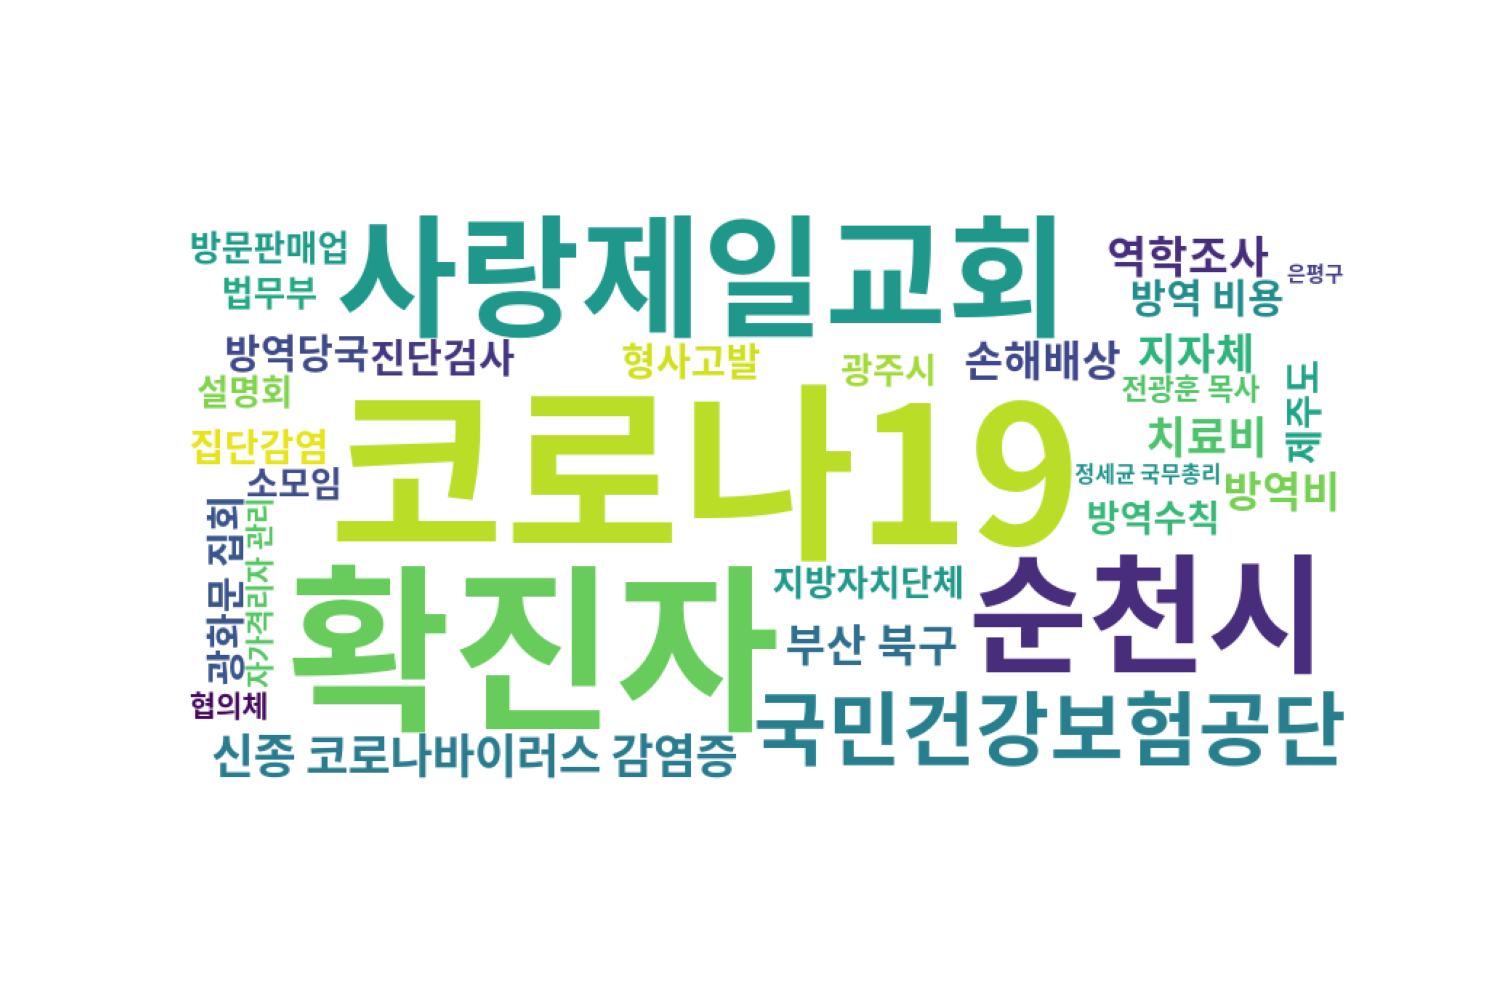 사랑제일교회
방문판매업
역학조사
은평구
법무부
방역 비용
방역당국
진단검사
형사고발
광주시
손해배상
지자체
설명회
전광훈 목사
제주도
코로나19
집단감염
치료비
소모임
정세균 국무총리
방역비
방역수칙
광화문 집회
자가격리자 관리
확진자
지방자치단체
순천시
부산 북구
협의체
국민건강보험공단
신종 코로나바이러스 감염증